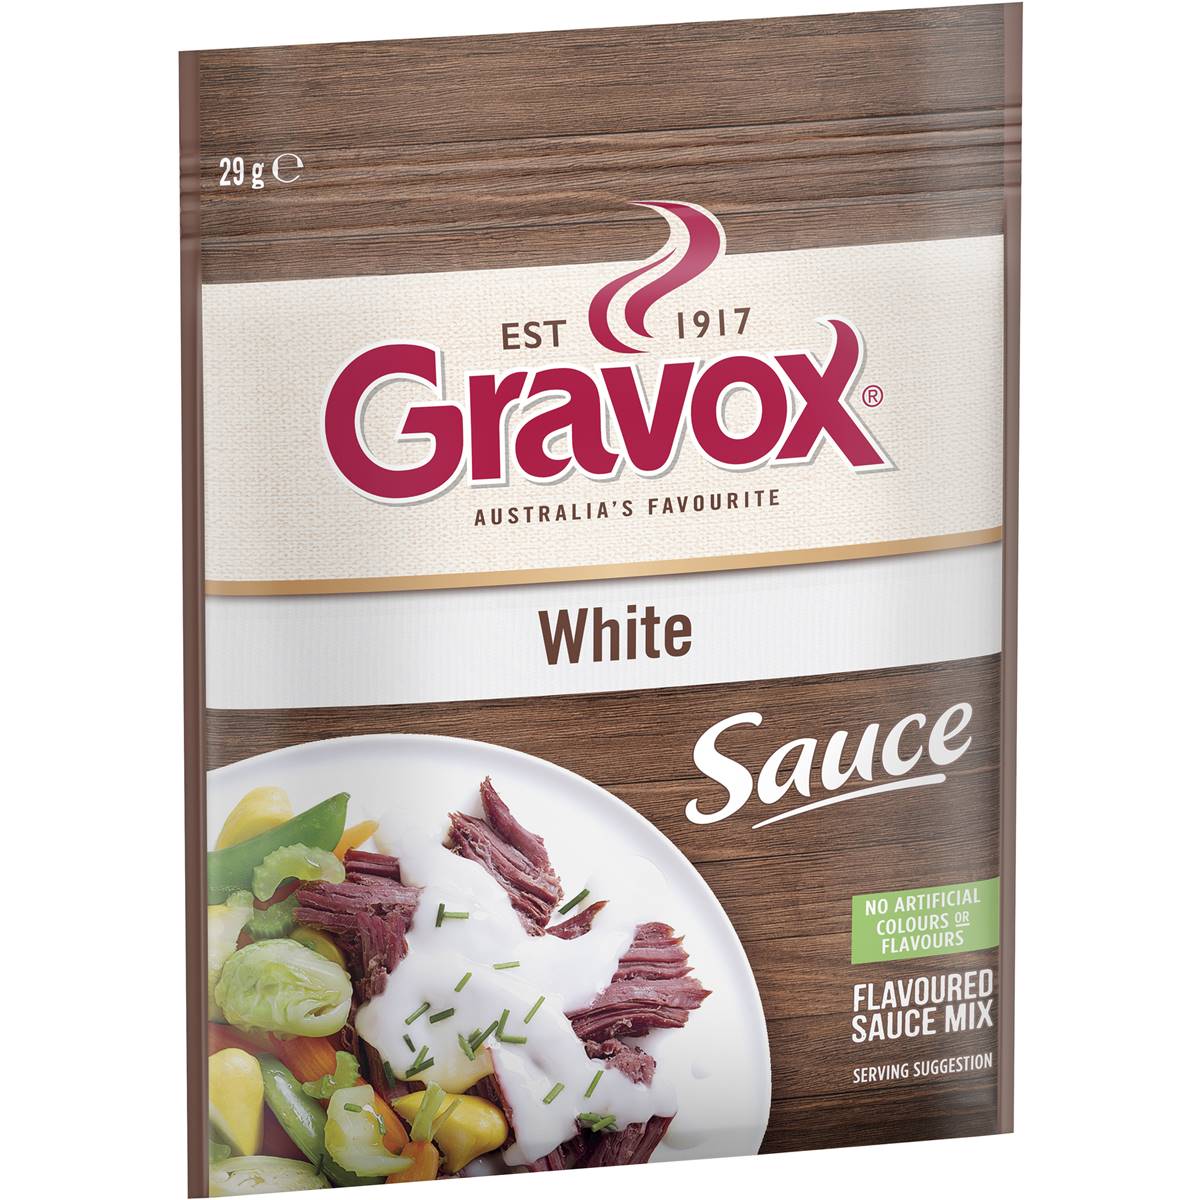 29 g ℮
EST 1917
Gravox®
AUSTRALIA'S FAVOURITE
White
Sauce
NO ARTIFICIAL
COLOURS OR
FLAVOURS
FLAVOURED
SAUCE MIX
SERVING SUGGESTION